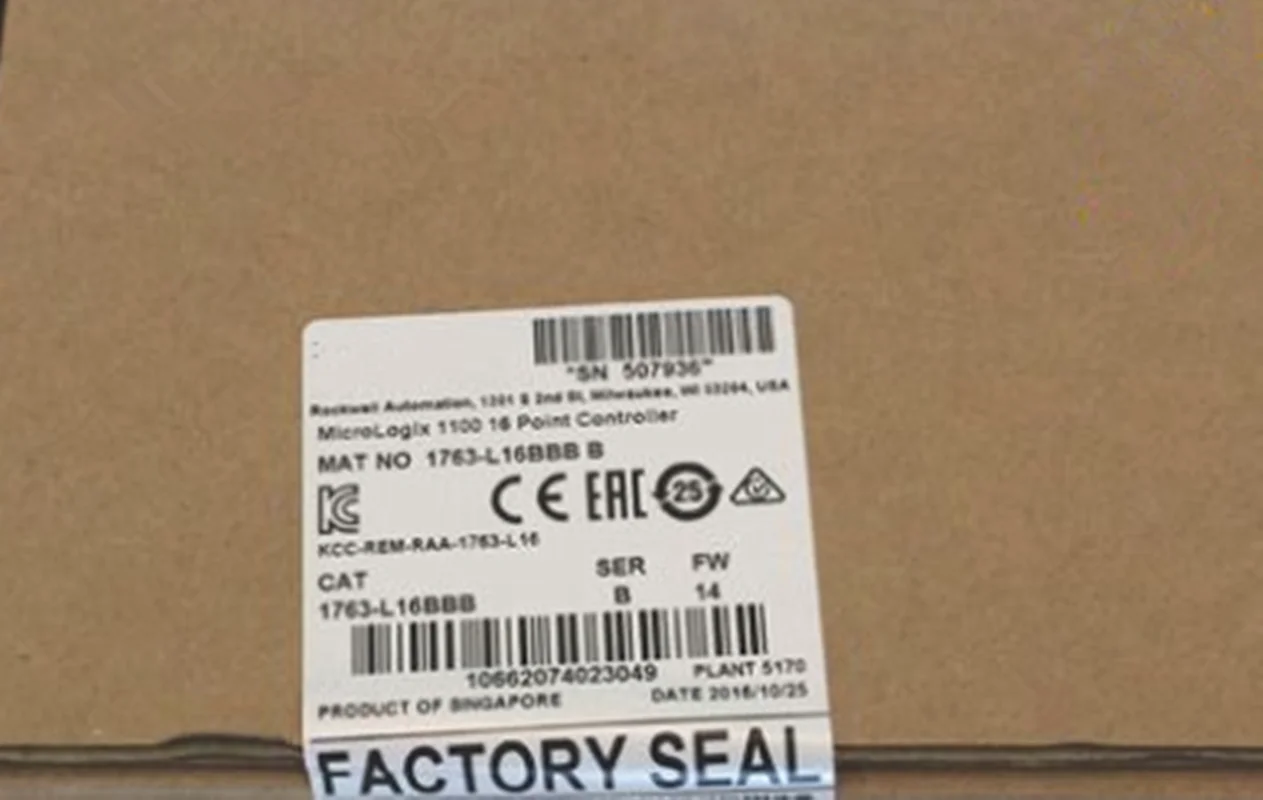 "SN 507936"
Rockwell Automation, 1201 S 2nd St, Milwaukee, WI 53204, USA
MicroLogix 1100 16 Point Controller
MAT NO 1763-L16BBB B
KC CE EAC 25
KCC-REM-RAA-1763-L16
CAT SER FW
1763-L16BBB B 14
10662074023049 PLANT 5170
PRODUCT OF SINGAPORE DATE 2016/10/25
FACTORY SEAL